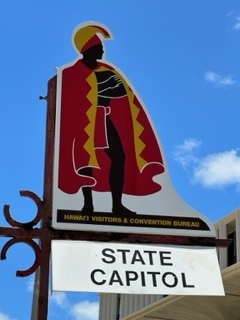 HAWAI'I VISITORS & CONVENTION BUREAU
STATE
CAPITOL